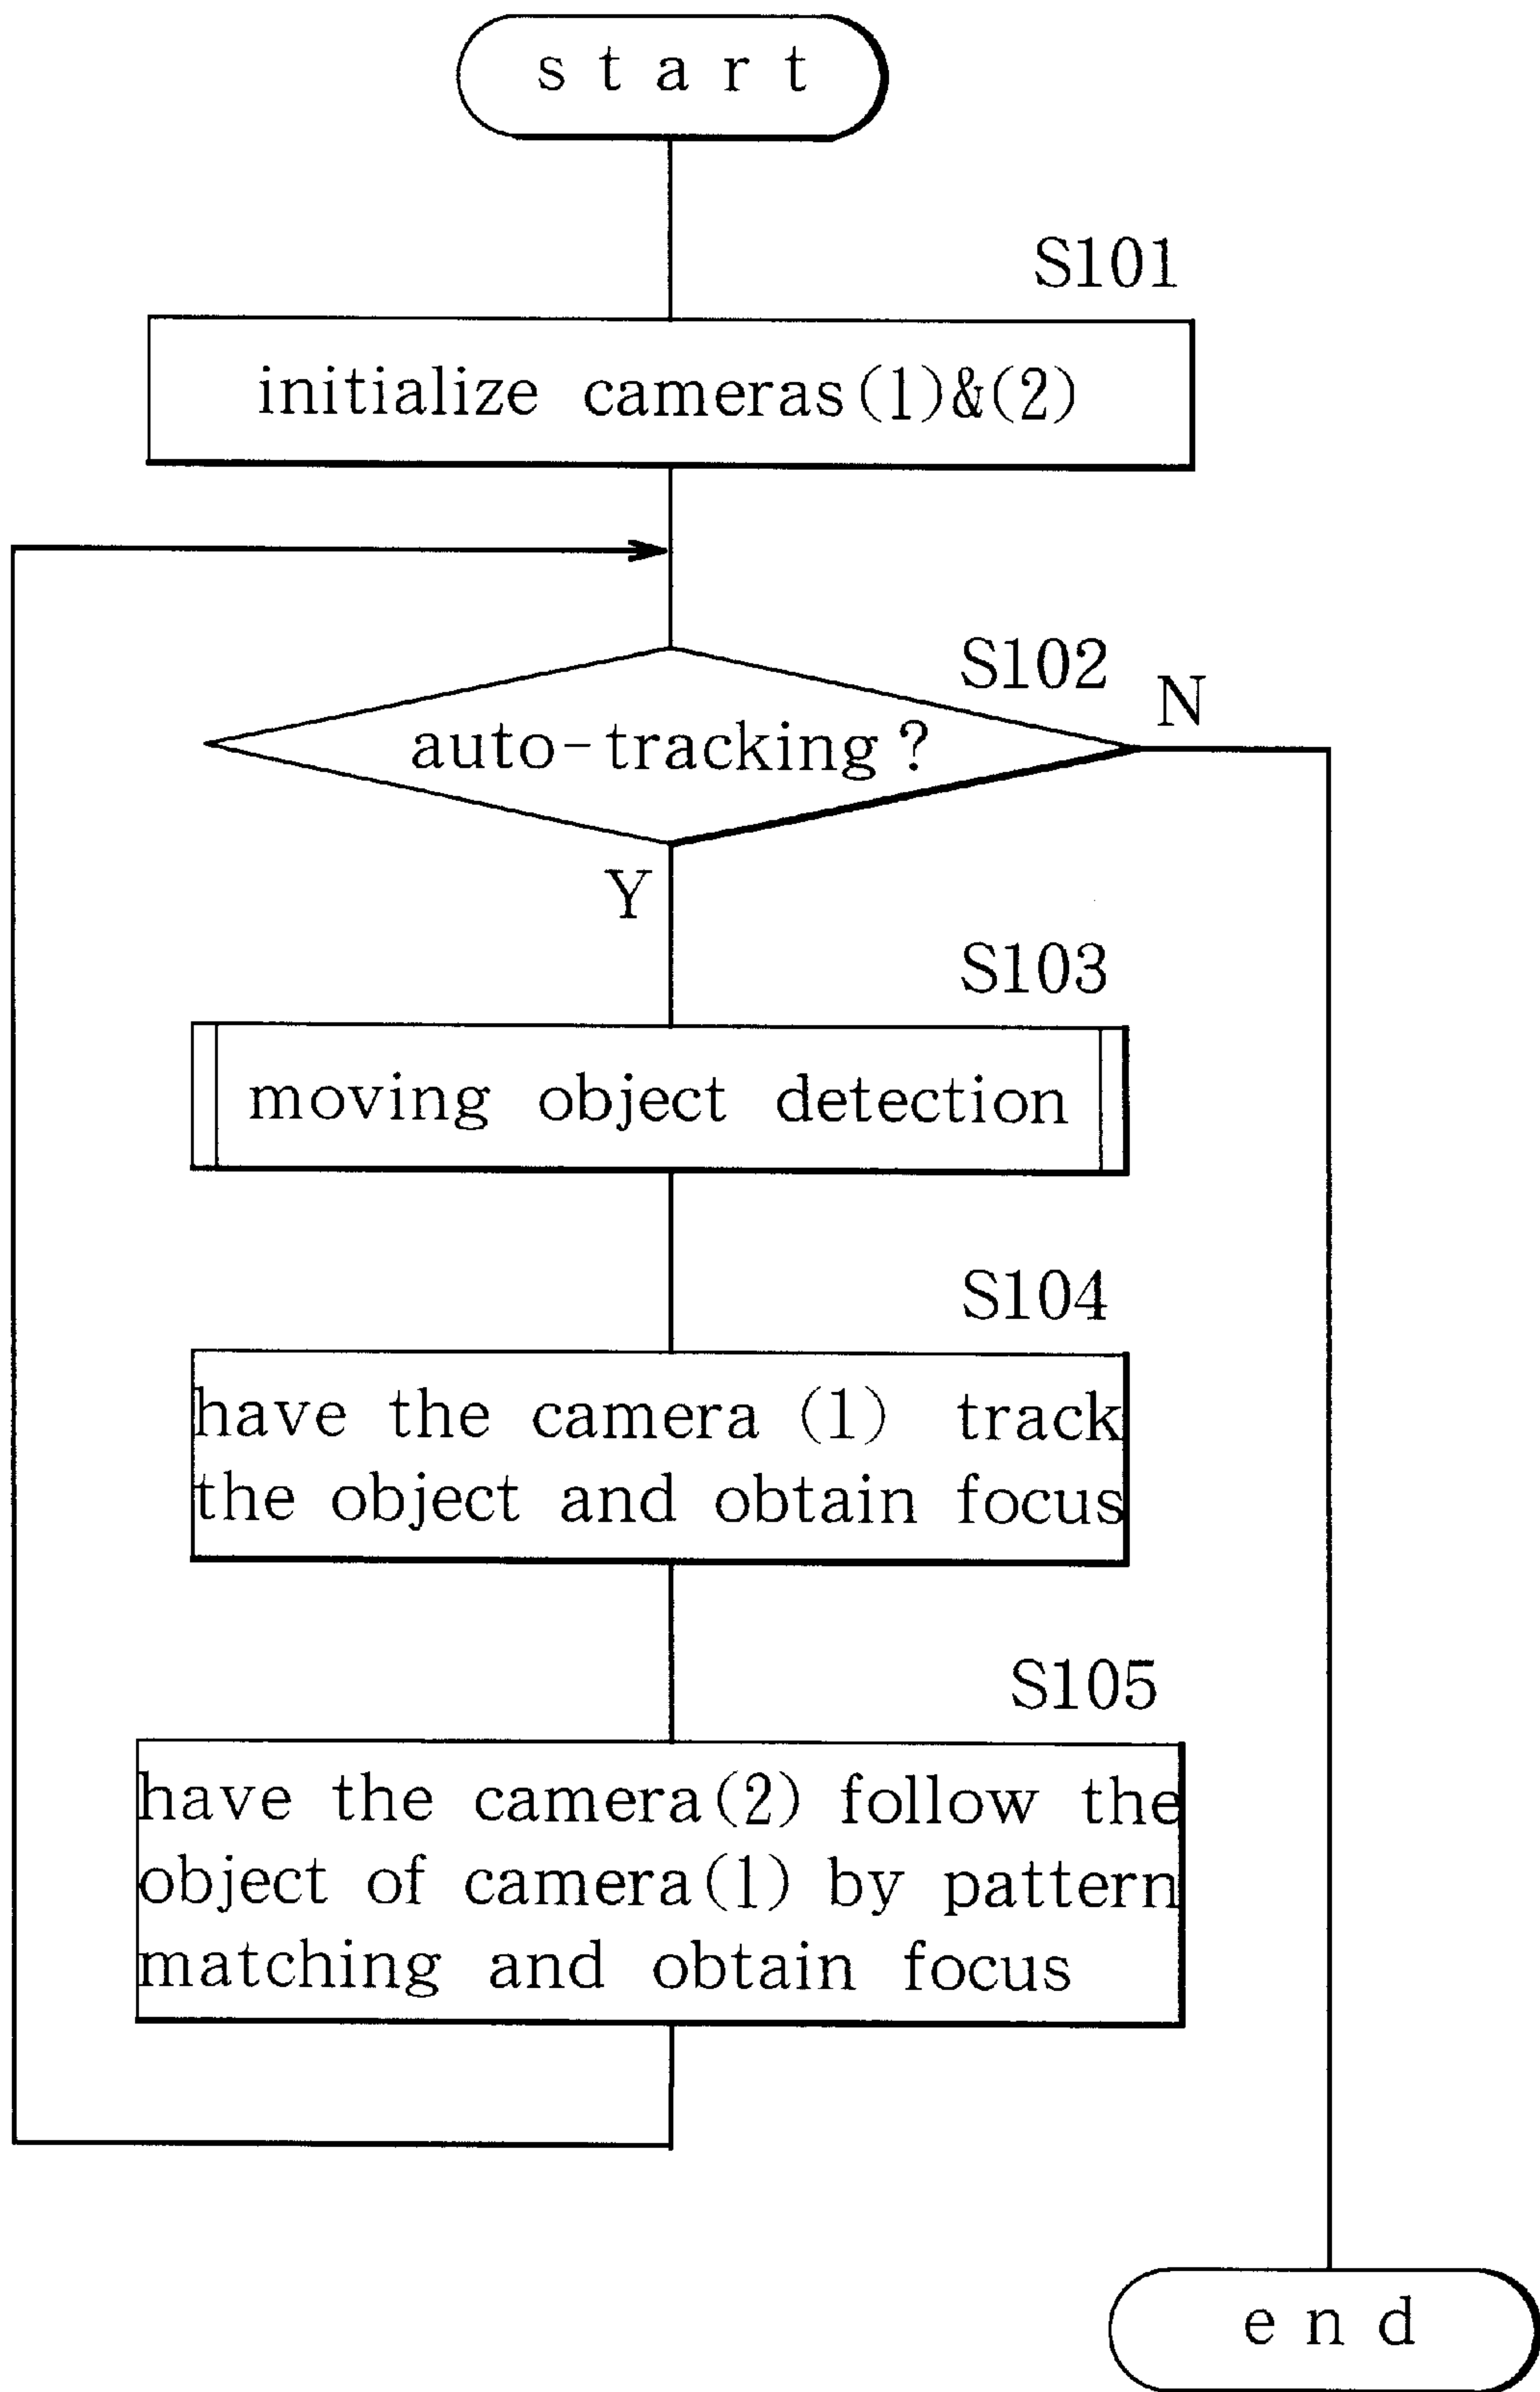 start
S101
initialize cameras(1)&(2)
S102
N
auto-tracking?
Y
S103
moving object detection
S104
have the camera (1) track
the object and obtain focus
S105
have the camera(2) follow the
object of camera(1) by pattern
matching and obtain focus
end